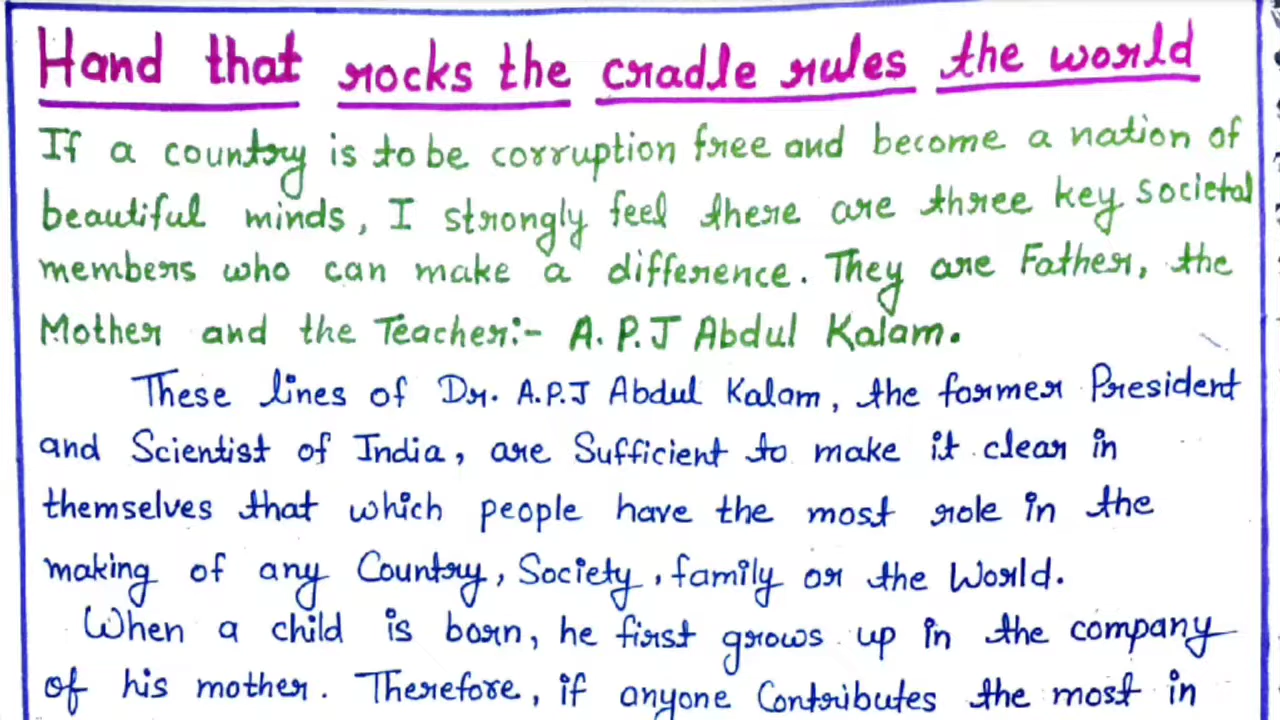 Hand that rocks the cradle rules the world
If a country is to be corruption free and become a nation of
beautiful minds, I strongly feel there are three key societal
members who can make a difference. They are Father, the
Mother and the Teacher:- A.P.J Abdul Kalam.
These lines of Dr. A.P.J Abdul Kalam, the former President
and Scientist of India, are Sufficient to make it clear in
themselves that which people have the most role in the
making of any Country, Society, family or the World.
When a child is born, he first grows up in the company
of his mother. Therefore, if anyone Contributes the most in